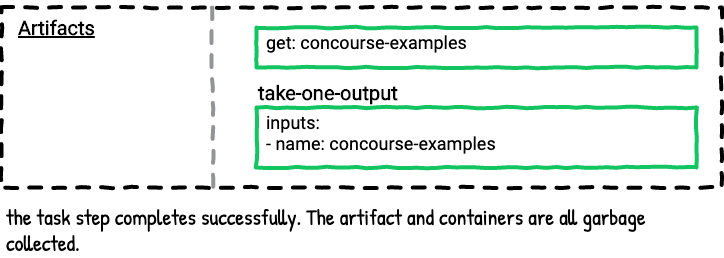 Artifacts
get: concourse-examples
take-one-output
inputs:
- name: concourse-examples
the task step completes successfully. The artifact and containers are all garbage
collected.